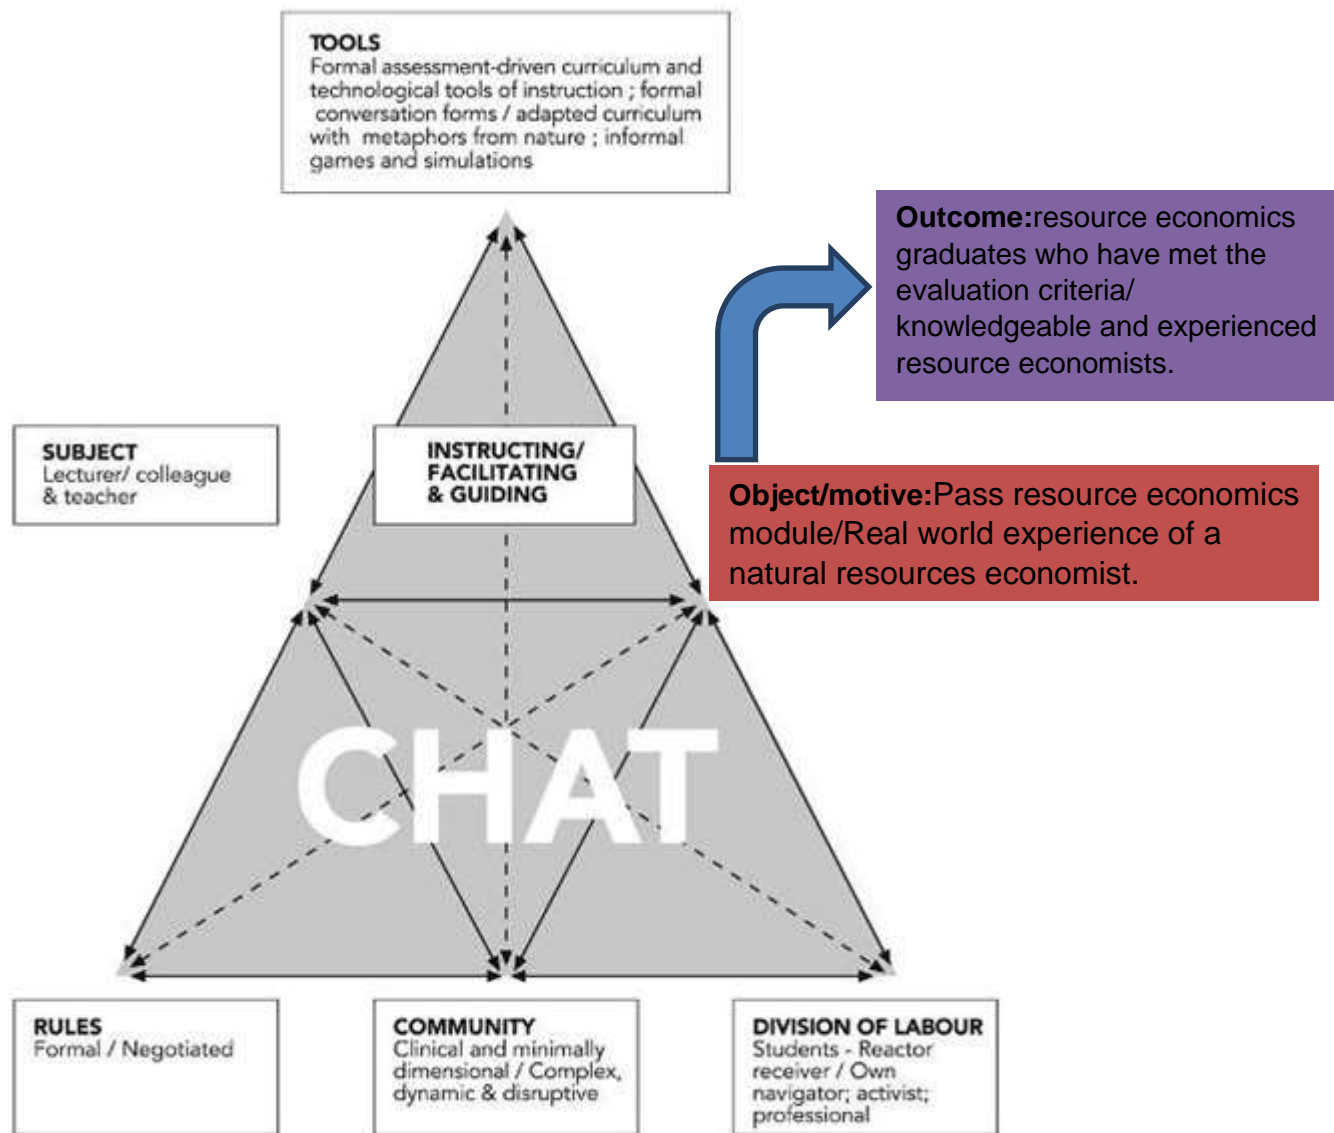 TOOLS
Formal assessment-driven curriculum and
technological tools of instruction ; formal
conversation forms / adapted curriculum
with metaphors from nature ; informal
games and simulations
Outcome:resource economics
graduates who have met the
evaluation criteria/
knowledgeable and experienced
resource economists.
SUBJECT
Lecturer/ colleague
& teacher
INSTRUCTING/
FACILITATING
& GUIDING
Object/motive:Pass resource economics
module/Real world experience of a
natural resources economist.
CHAT
RULES
Formal / Negotiated
COMMUNITY
Clinical and minimally
dimensional / Complex,
dynamic & disruptive
DIVISION OF LABOUR
Students - Reactor
receiver / Own
navigator; activist;
professional